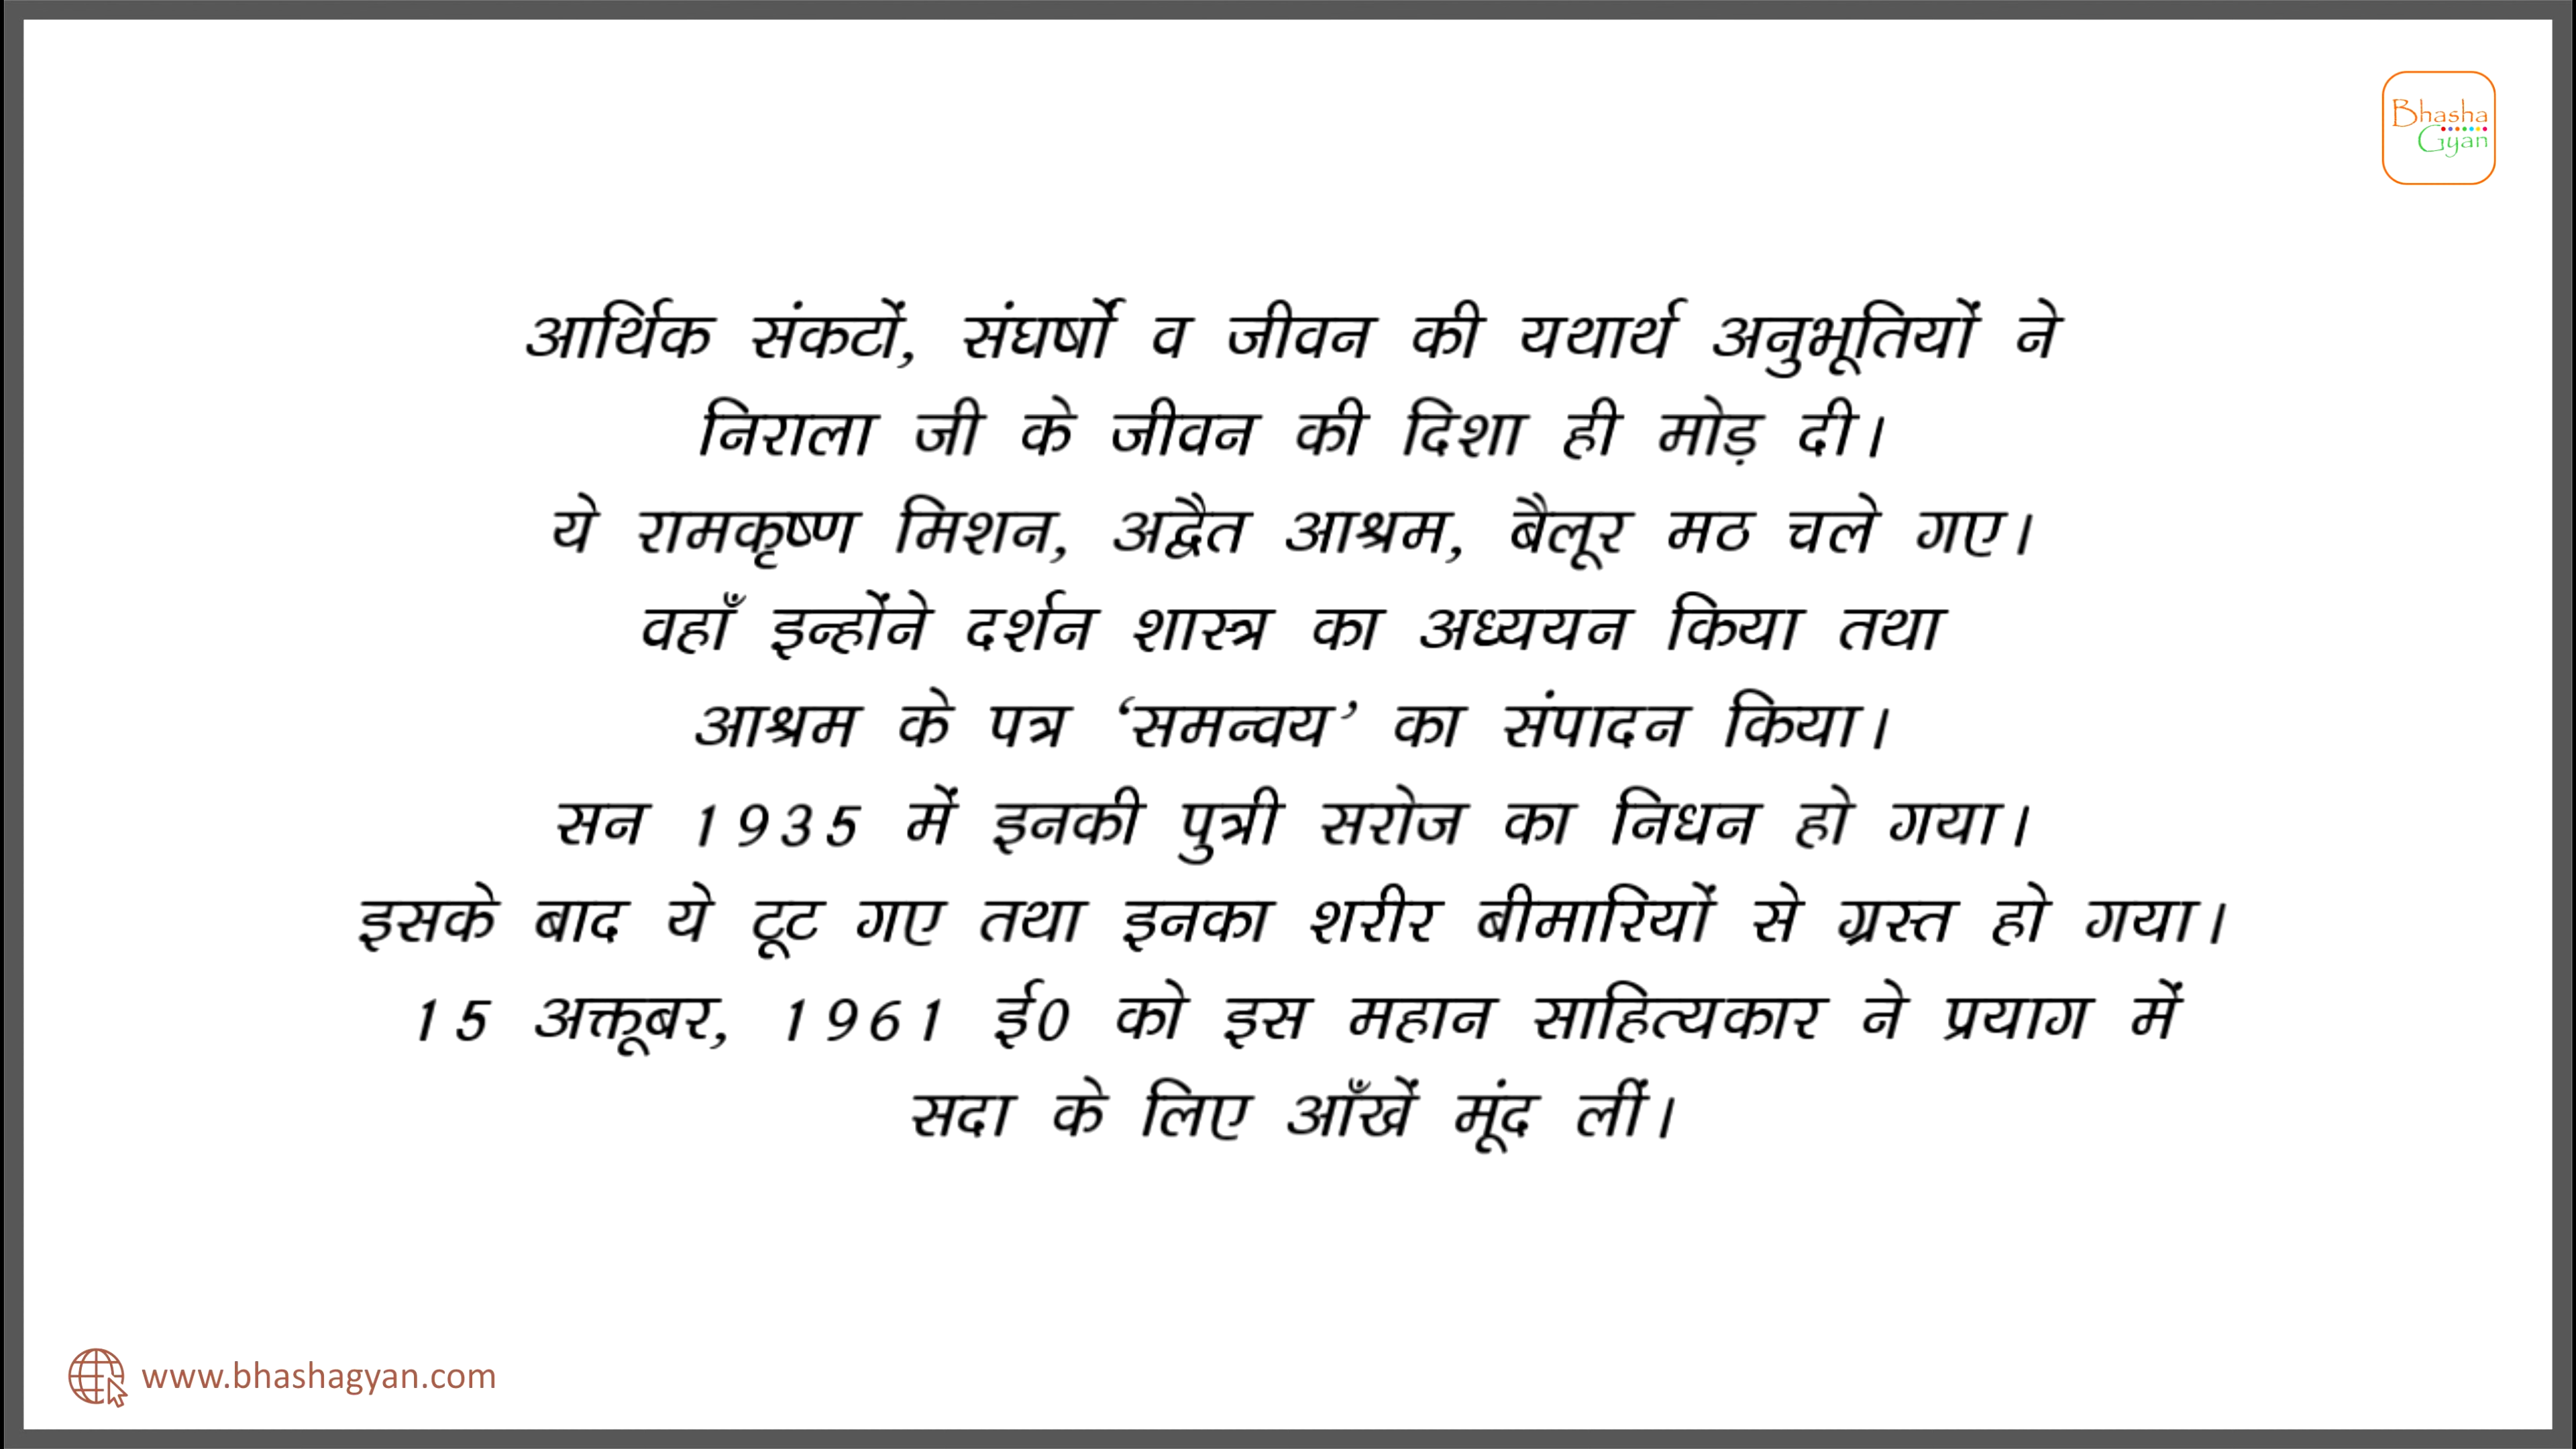 Bhasha
Gyan
आर्थिक संकटों, संघर्षों व जीवन की यथार्थ अनुभूतियों ने
निराला जी के जीवन की दिशा ही मोड़ दी।
ये रामकृष्ण मिशन, अद्वैत आश्रम, बैलूर मठ चले गए।
वहाँ इन्होंने दर्शन शास्त्र का अध्ययन किया तथा
आश्रम के पत्र ‘समन्वय’ का संपादन किया।
सन 1935 में इनकी पुत्री सरोज का निधन हो गया।
इसके बाद ये टूट गए तथा इनका शरीर बीमारियों से ग्रस्त हो गया।
15 अक्तूबर, 1961 ई0 को इस महान साहित्यकार ने प्रयाग में
सदा के लिए आँखें मूंद लीं।
www.bhashagyan.com